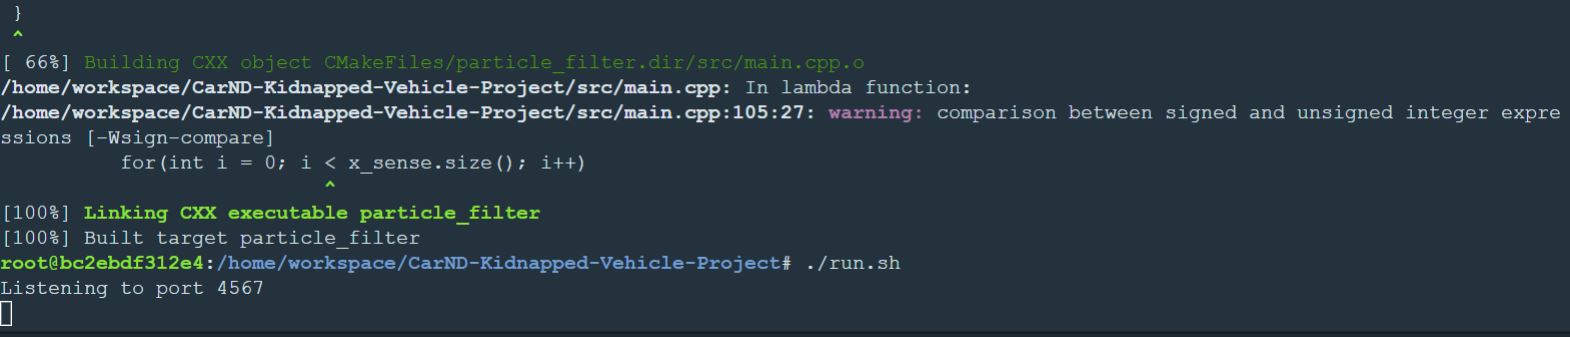 }
^
[ 66%] Building CXX object CMakeFiles/particle_filter.dir/src/main.cpp.o
/home/workspace/CarND-Kidnapped-Vehicle-Project/src/main.cpp: In lambda function:
/home/workspace/CarND-Kidnapped-Vehicle-Project/src/main.cpp:105:27: warning: comparison between signed and unsigned integer expre
ssions [-Wsign-compare]
for(int i = 0; i < x_sense.size(); i++)
^
[100%] Linking CXX executable particle_filter
[100%] Built target particle_filter
root@bc2ebdf312e4:/home/workspace/CarND-Kidnapped-Vehicle-Project# ./run.sh
Listening to port 4567